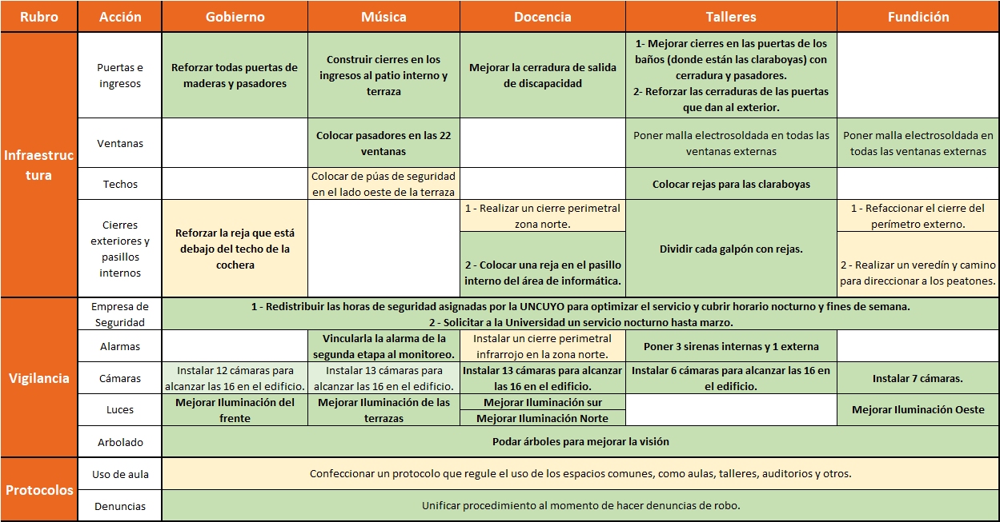 Rubro Acción Gobierno Música Docencia Talleres Fundición
Infraestruc
tura
Puertas e
ingresos
Reforzar todas puertas de
maderas y pasadores
Construir cierres en los
ingresos al patio interno y
terraza
Mejorar la cerradura de salida
de discapacidad
1- Mejorar cierres en las puertas de los
baños (donde están las claraboyas) con
cerradura y pasadores.
2- Reforzar las cerraduras de las puertas
que dan al exterior.
Ventanas
Colocar pasadores en las 22
ventanas
Poner malla electrosoldada en todas las
ventanas externas
Poner malla electrosoldada en
todas las ventanas externas
Techos
Colocar de púas de seguridad
en el lado oeste de la terraza
Colocar rejas para las claraboyas
Cierres
exteriores y
pasillos
internos
Reforzar la reja que está
debajo del techo de la
cochera
1 - Realizar un cierre perimetral
zona norte.
2 - Colocar una reja en el pasillo
interno del área de informática.
Dividir cada galpón con rejas.
1 - Refaccionar el cierre del
perímetro externo.
2 - Realizar un veredín y camino
para direccionar a los peatones.
Vigilancia
Empresa de
Seguridad
1 - Redistribuir las horas de seguridad asignadas por la UNCUYO para optimizar el servicio y cubrir horario nocturno y fines de semana.
2 - Solicitar a la Universidad un servicio nocturno hasta marzo.
Alarmas
Vincularla la alarma de la
segunda etapa al monitoreo.
Instalar un cierre perimetral
infrarrojo en la zona norte.
Poner 3 sirenas internas y 1 externa
Cámaras
Instalar 12 cámaras para
alcanzar las 16 en el edificio.
Instalar 13 cámaras para
alcanzar las 16 en el edificio.
Instalar 13 cámaras para alcanzar
las 16 en el edificio.
Instalar 6 cámaras para alcanzar las 16 en
el edificio.
Instalar 7 cámaras.
Luces
Mejorar Iluminación del
frente
Mejorar Iluminación de las
terrazas
Mejorar Iluminación sur
Mejorar Iluminación Norte
Mejorar Iluminación Oeste
Arbolado
Podar árboles para mejorar la visión
Protocolos
Uso de aula
Confeccionar un protocolo que regule el uso de los espacios comunes, como aulas, talleres, auditorios y otros.
Denuncias
Unificar procedimiento al momento de hacer denuncias de robo.